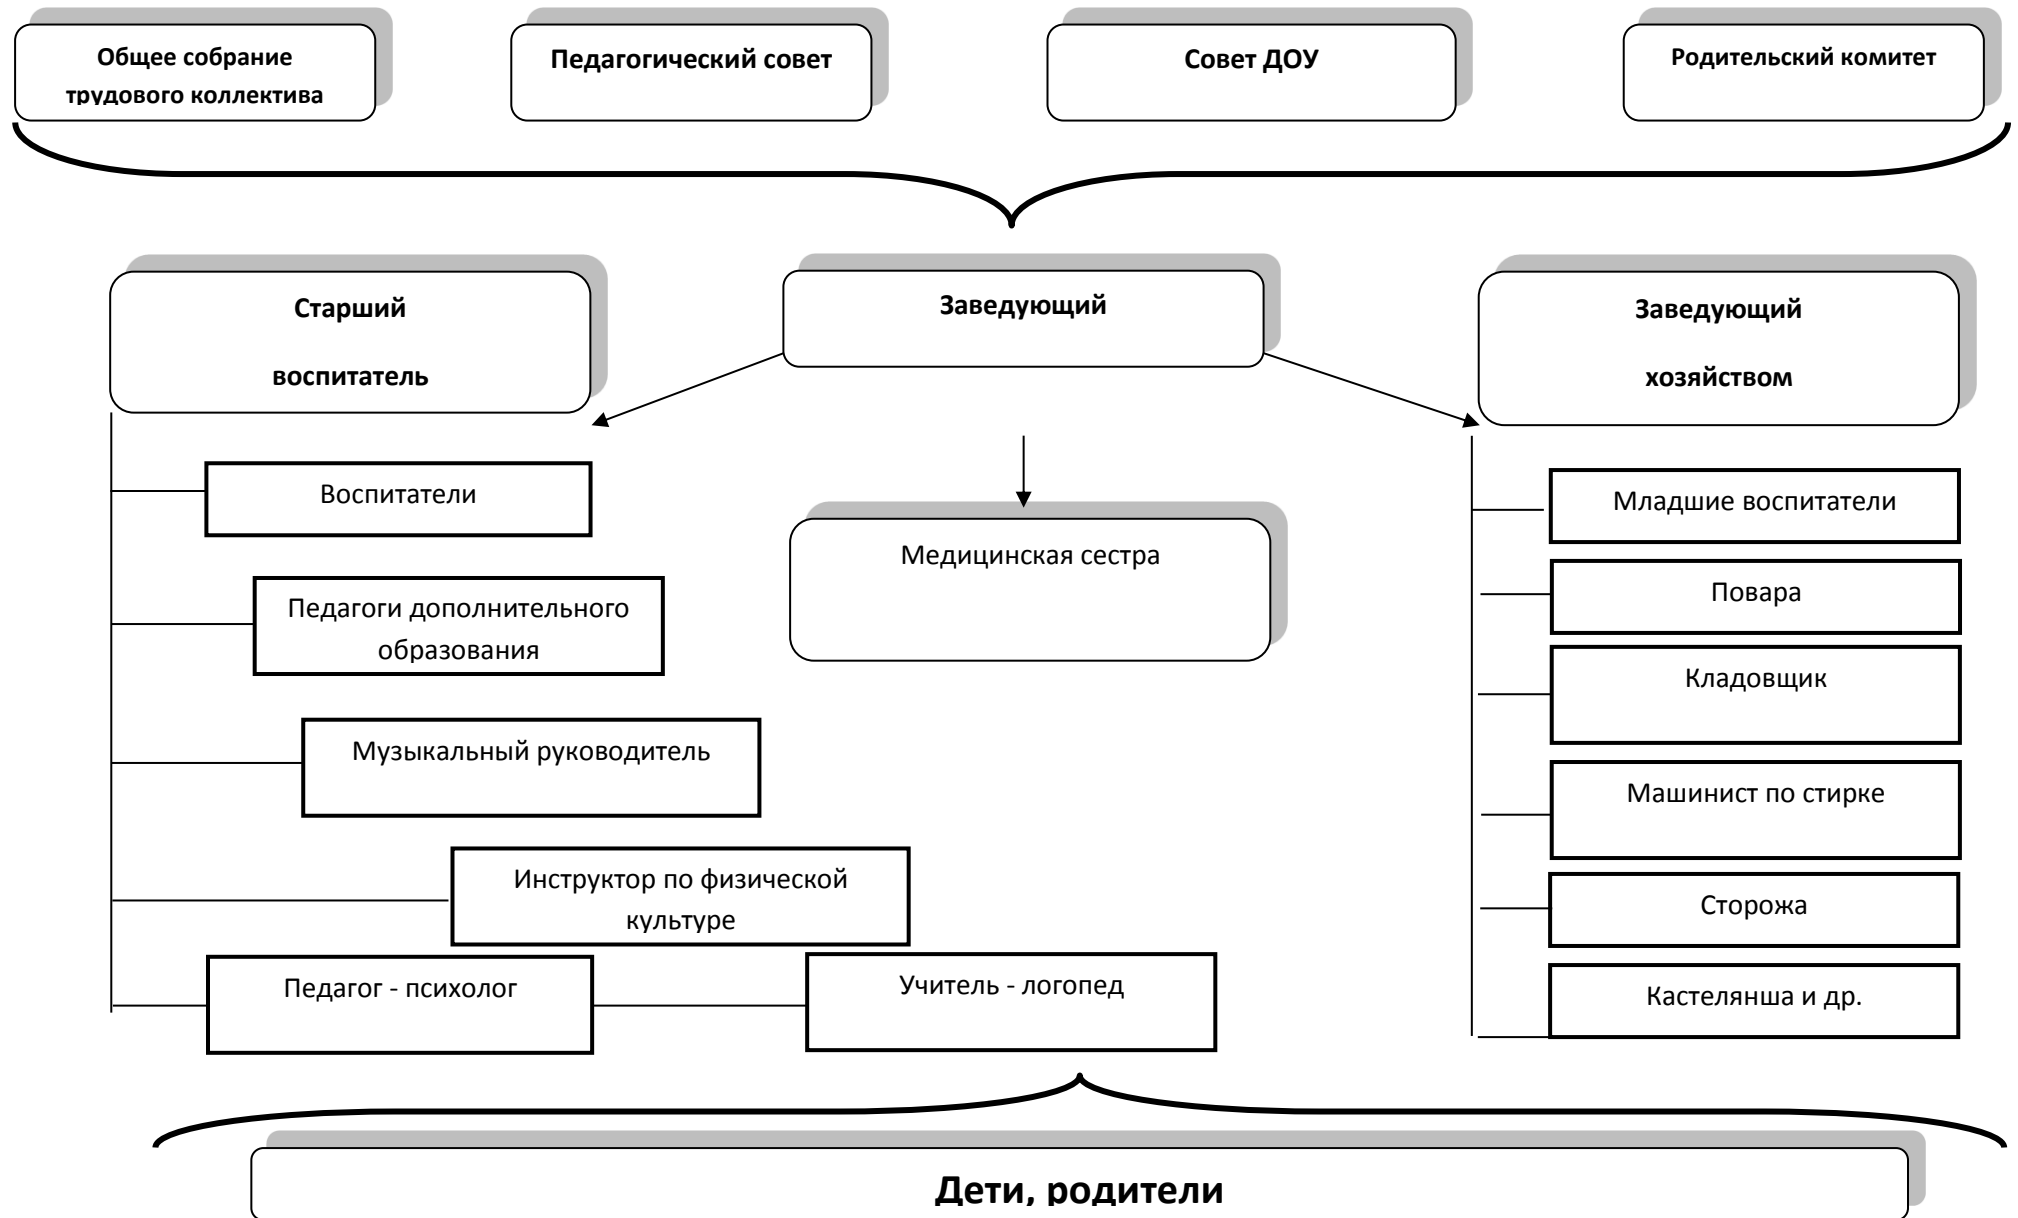 Общее собрание
трудового коллектива
Педагогический совет
Совет ДОУ
Родительский комитет
Старший
воспитатель
Заведующий
Заведующий
хозяйством
Воспитатели
Педагоги дополнительного
образования
Музыкальный руководитель
Инструктор по физической
культуре
Педагог - психолог
Учитель - логопед
Медицинская сестра
Младшие воспитатели
Повара
Кладовщик
Машинист по стирке
Сторожа
Кастелянша и др.
Дети, родители